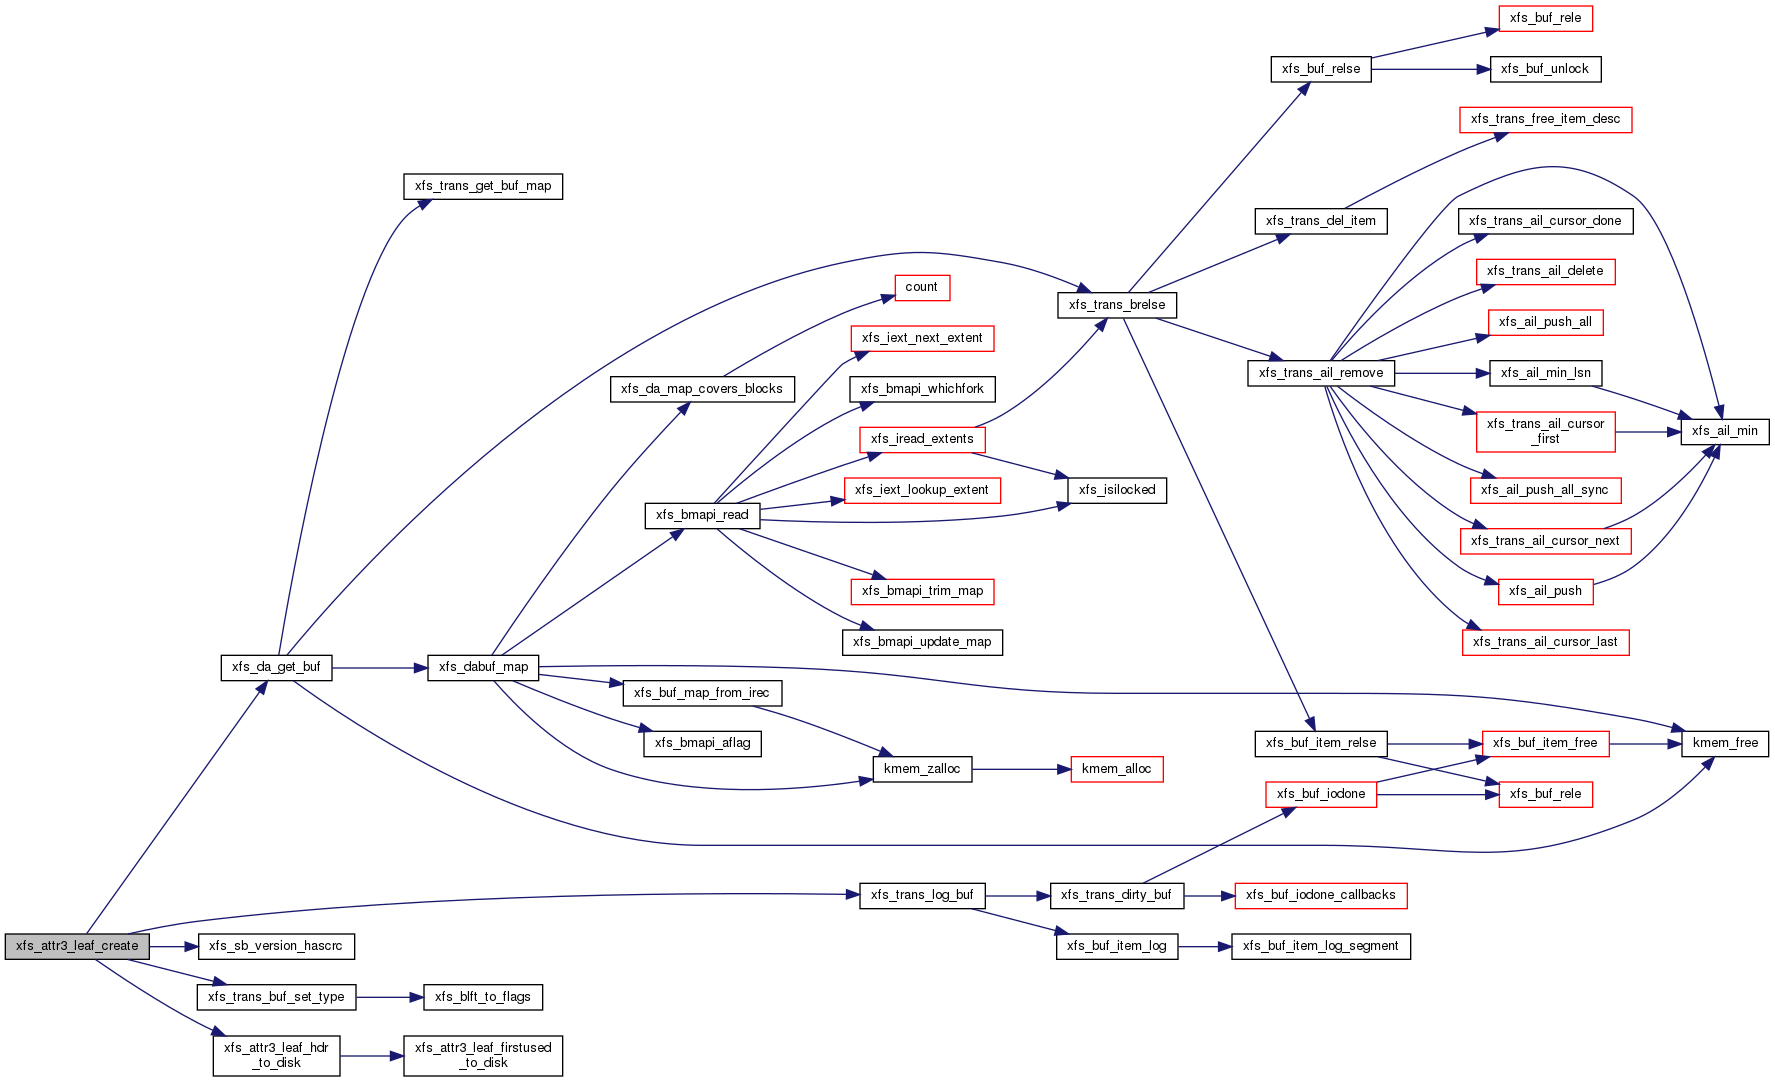 xfs_buf_rele
xfs_buf_relse
xfs_buf_unlock
xfs_trans_free_item_desc
xfs_trans_get_buf_map
xfs_trans_del_item
xfs_trans_ail_cursor_done
xfs_trans_ail_delete
count
xfs_trans_brelse
xfs_ail_push_all
xfs_iext_next_extent
xfs_trans_ail_remove
xfs_ail_min_lsn
xfs_da_map_covers_blocks
xfs_bmapi_whichfork
xfs_trans_ail_cursor
_first
xfs_ail_min
xfs_iread_extents
xfs_iext_lookup_extent
xfs_isilocked
xfs_ail_push_all_sync
xfs_bmapi_read
xfs_trans_ail_cursor_next
xfs_bmapi_trim_map
xfs_ail_push
xfs_bmapi_update_map
xfs_trans_ail_cursor_last
xfs_da_get_buf
xfs_dabuf_map
xfs_buf_map_from_irec
xfs_bmapi_aflag
xfs_buf_item_relse
xfs_buf_item_free
kmem_free
kmem_zalloc
kmem_alloc
xfs_buf_iodone
xfs_buf_rele
xfs_trans_log_buf
xfs_trans_dirty_buf
xfs_buf_iodone_callbacks
xfs_attr3_leaf_create
xfs_sb_version_hascrc
xfs_buf_item_log
xfs_buf_item_log_segment
xfs_trans_buf_set_type
xfs_blft_to_flags
xfs_attr3_leaf_hdr
_to_disk
xfs_attr3_leaf_firstused
_to_disk